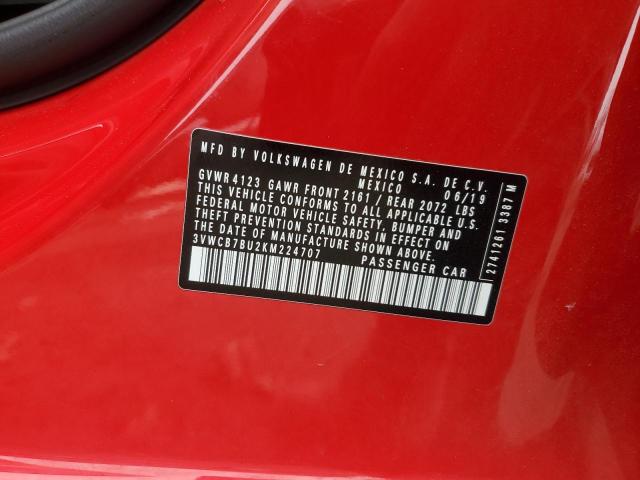 MFD BY VOLKSWAGEN DE MEXICO S.A. DE C.V.
MEXICO 06/19
GVWR 4123 GAWR FRONT 2161 / REAR 2072 LBS
THIS VEHICLE CONFORMS TO ALL APPLICABLE U.S.
FEDERAL MOTOR VEHICLE SAFETY, BUMPER AND
THEFT PREVENTION STANDARDS IN EFFECT ON
THE DATE OF MANUFACTURE SHOWN ABOVE.
3VWCB7BU2KM224707 PASSENGER CAR
2741261 3387 M